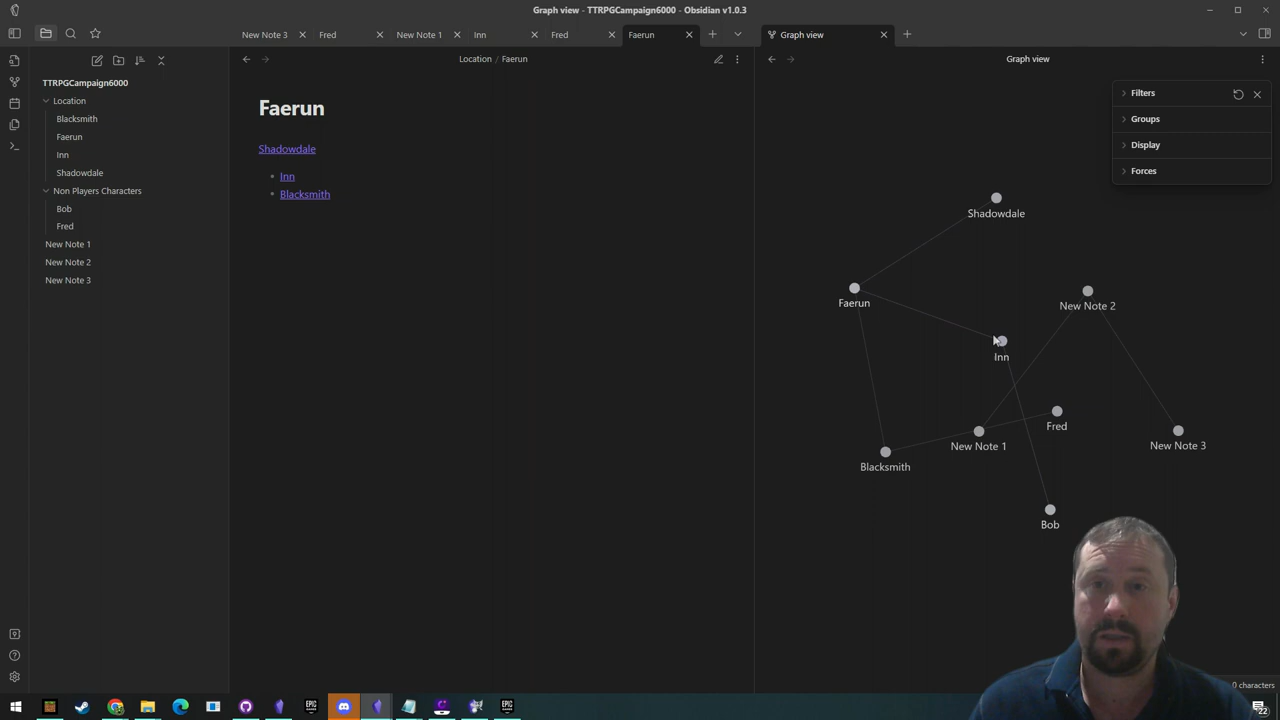 Graph view - TTRPGCampaign6000 - Obsidian v1.0.3
New Note 3
Fred
New Note 1
Inn
Fred
Faerun
Graph view
Location / Faerun
Graph view
TTRPGCampaign6000
Location
Blacksmith
Faerun
Inn
Shadowdale
Non Players Characters
Bob
Fred
New Note 1
New Note 2
New Note 3
Faerun
Shadowdale
Inn
Blacksmith
Filters
Groups
Display
Forces
Shadowdale
Faerun
New Note 2
Inn
Fred
New Note 1
New Note 3
Blacksmith
Bob
0 characters
EPIC
EPIC
22